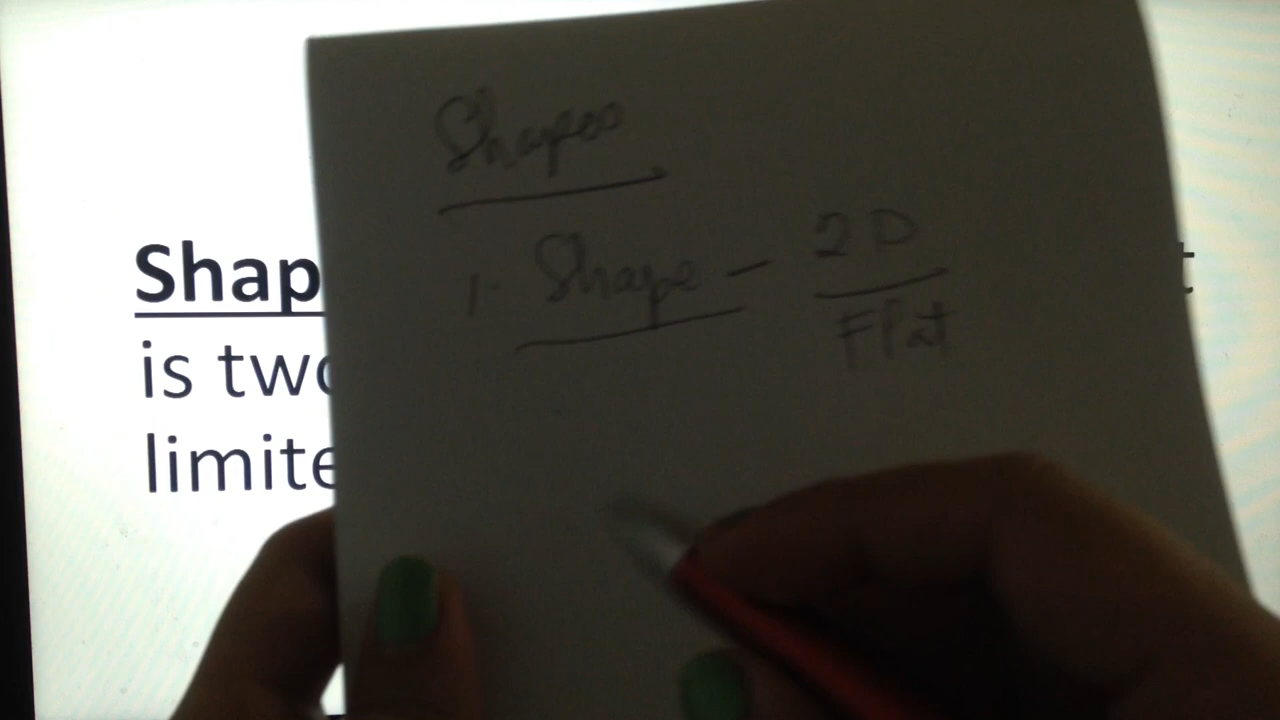 Shapes
1. Shape - 2D
Flat
Shap
is two
limite